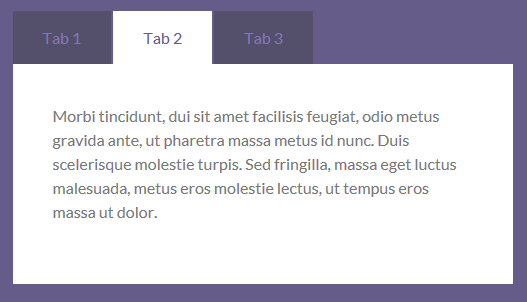 Tab 1 Tab 2 Tab 3
Morbi tincidunt, dui sit amet facilisis feugiat, odio metus
gravida ante, ut pharetra massa metus id nunc. Duis
scelerisque molestie turpis. Sed fringilla, massa eget luctus
malesuada, metus eros molestie lectus, ut tempus eros
massa ut dolor.